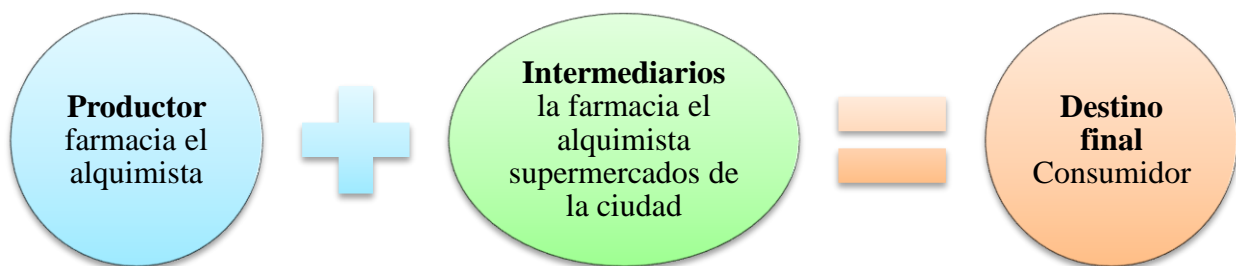 Productor
farmacia el
alquimista
Intermediarios
la farmacia el
alquimista
supermercados de
la ciudad
Destino
final
Consumidor